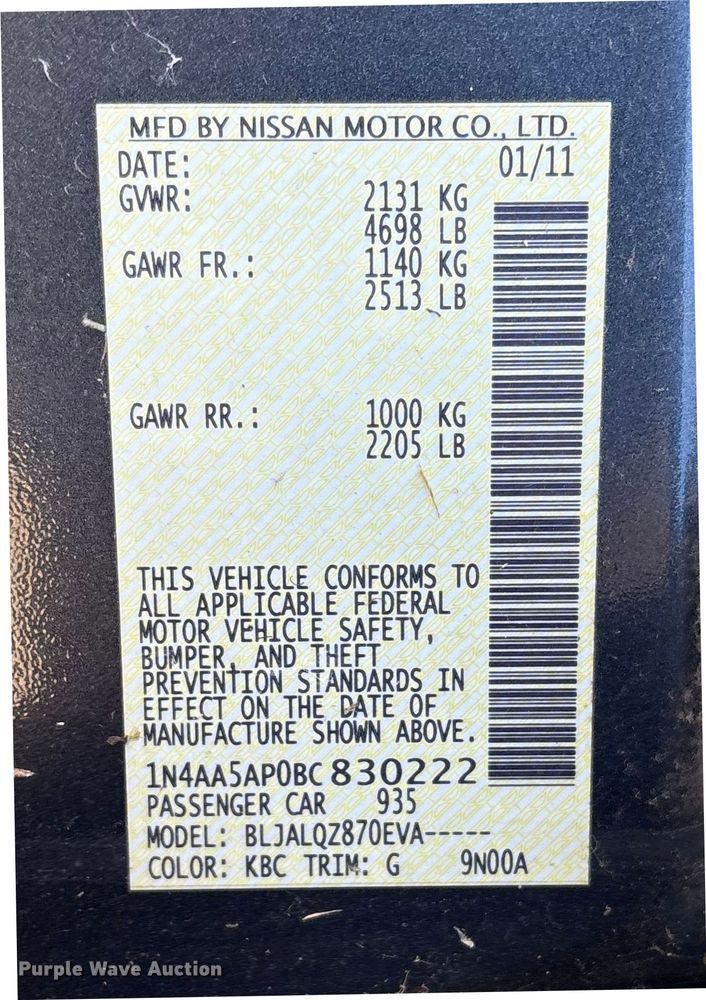 MFD BY NISSAN MOTOR CO., LTD.
DATE: 01/11
GVWR: 2131 KG
4698 LB
GAWR FR.: 1140 KG
2513 LB
GAWR RR.: 1000 KG
2205 LB
THIS VEHICLE CONFORMS TO
ALL APPLICABLE FEDERAL
MOTOR VEHICLE SAFETY,
BUMPER, AND THEFT
PREVENTION STANDARDS IN
EFFECT ON THE DATE OF
MANUFACTURE SHOWN ABOVE.
1N4AA5AP0BC830222
PASSENGER CAR 935
MODEL: BLJALQZ870EVA-----
COLOR: KBC TRIM: G 9N00A
Purple Wave Auction